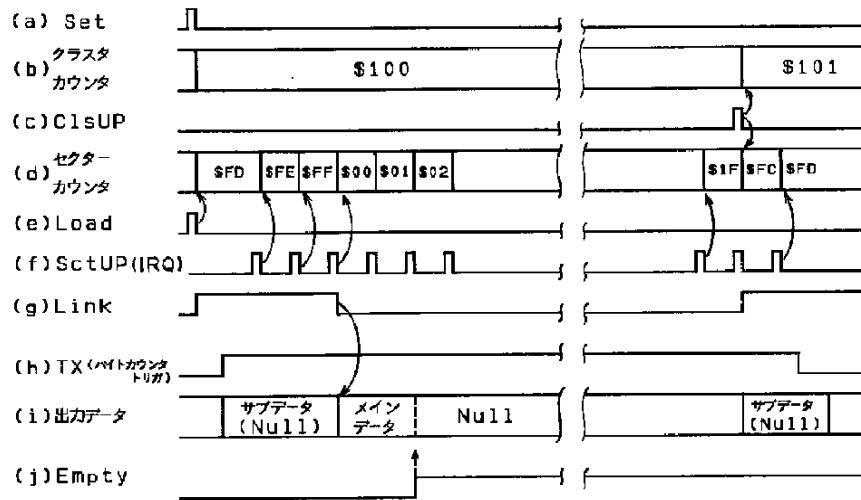 (a) Set
(b) クラスタ カウンタ $100 $101
(c) ClsUP
(d) セクター カウンタ $FD $FE $FF $00 $01 $02 $1F $FC $FD
(e) Load
(f) SctUP(IRQ)
(g) Link
(h) TX (バイトカウンタ トリガ)
(i) 出力データ サブデータ (Null) メイン データ Null サブデータ (Null)
(j) Empty